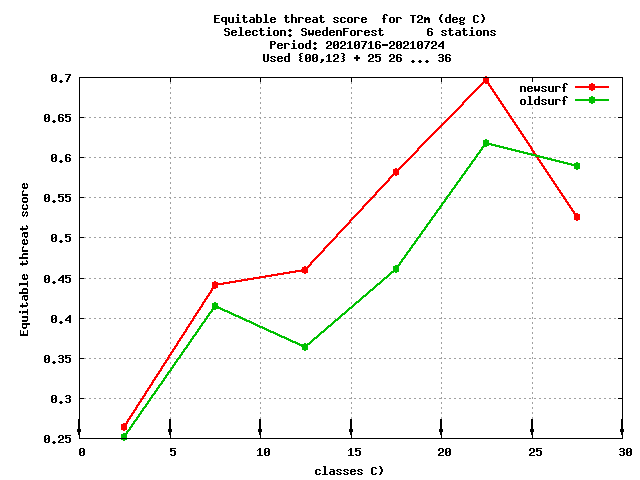 Equitable threat score  for T2m (deg C)
Selection: SwedenForest      6 stations
Period: 20210716-20210724
Used {00,12} + 25 26 ... 36
newsurf
oldsurf
0.7
0.65
0.6
0.55
0.5
0.45
0.4
0.35
0.3
0.25
Equitable threat score
0 5 10 15 20 25 30
classes C)